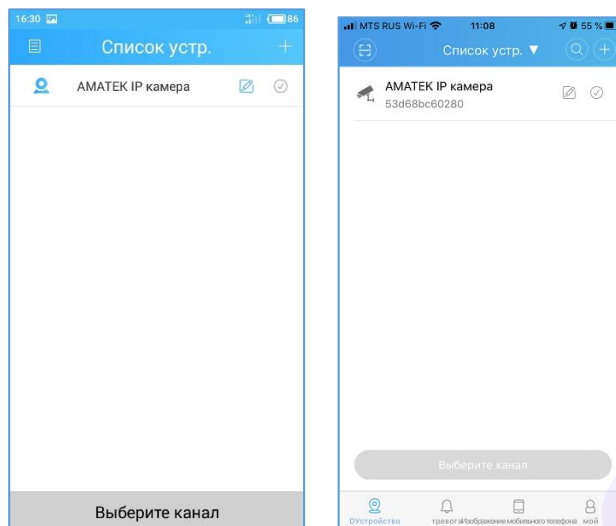 16:30 86
Список устр.
AMATEK IP камера
Выберите канал
MTS RUS Wi-Fi 11:08 55 %
Список устр. ▼
AMATEK IP камера
53d68bc60280
Выберите канал
DУстройство тревога Изображение мобильного телефона мой